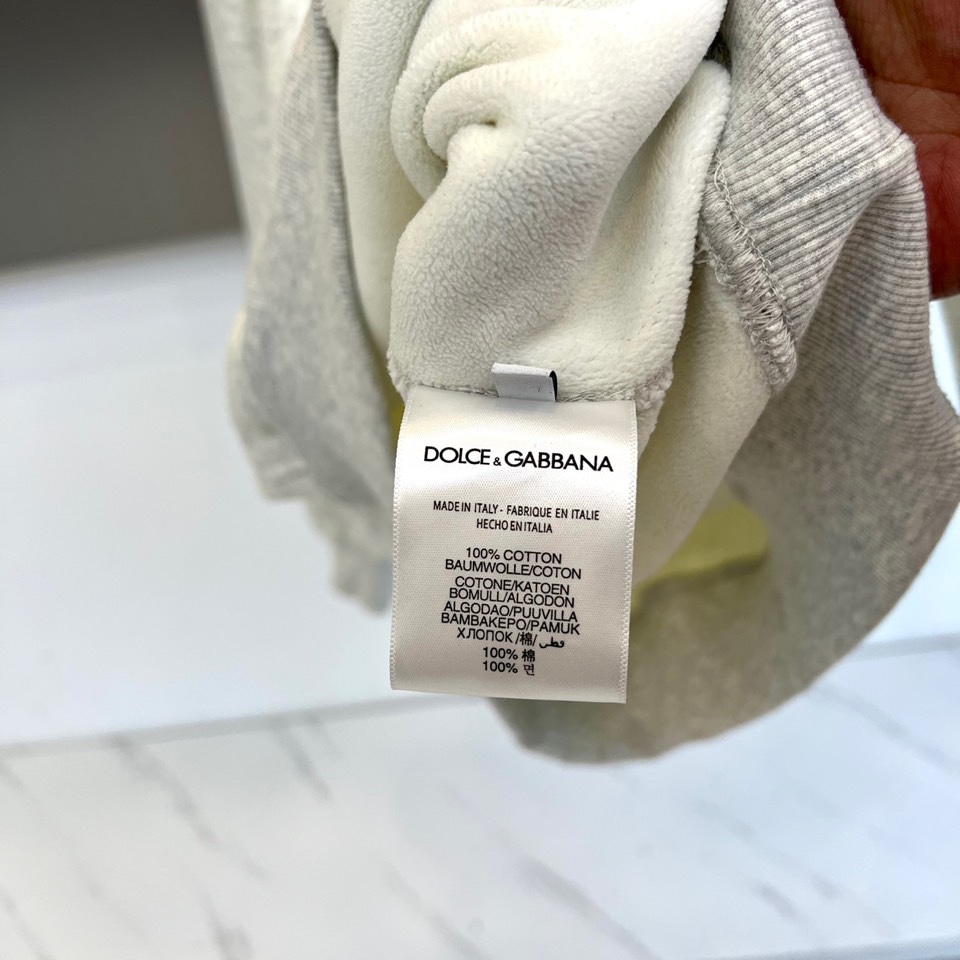 DOLCE & GABBANA
MADE IN ITALY - FABRIQUE EN ITALIE
HECHO EN ITALIA
100% COTTON
BAUMWOLLE/COTON
COTONE/KATOEN
BOMULL/ALGODON
ALGODAO/PUUVILLA
BAMBAKEPO/PAMUK
ХЛОПОК /棉/ قطن
100% 棉
100% 면